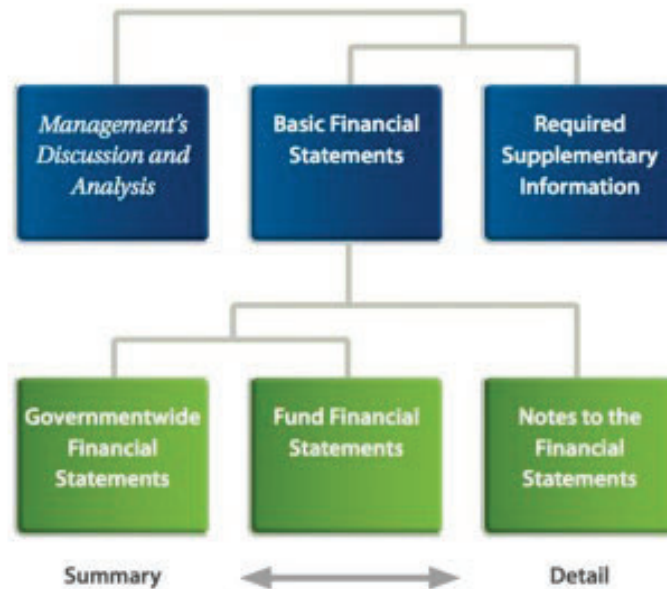 Management's
Discussion and
Analysis
Basic Financial
Statements
Required
Supplementary
Information
Governmentwide
Financial
Statements
Fund Financial
Statements
Notes to the
Financial
Statements
Summary
Detail